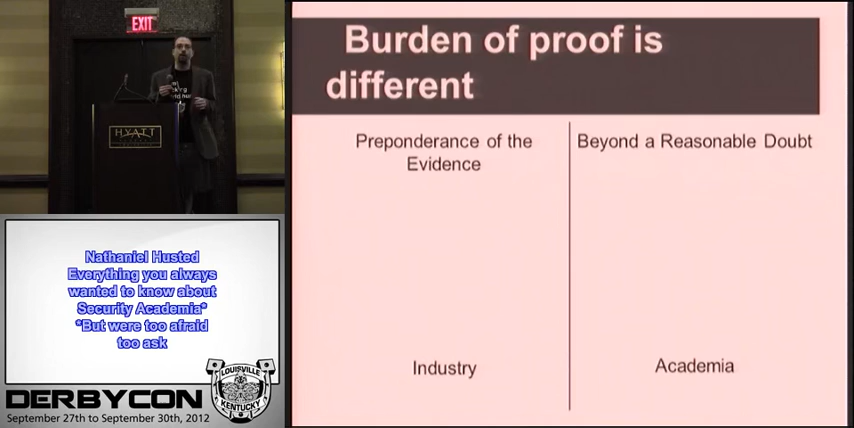 EXIT
HYATT
Nathaniel Husted
Everything you always
wanted to know about
Security Academia*
*But were too afraid
too ask
LOUISVILLE
KENTUCKY
DERBYCON
September 27th to September 30th, 2012
Burden of proof is
different
Preponderance of the
Evidence
Industry
Beyond a Reasonable Doubt
Academia